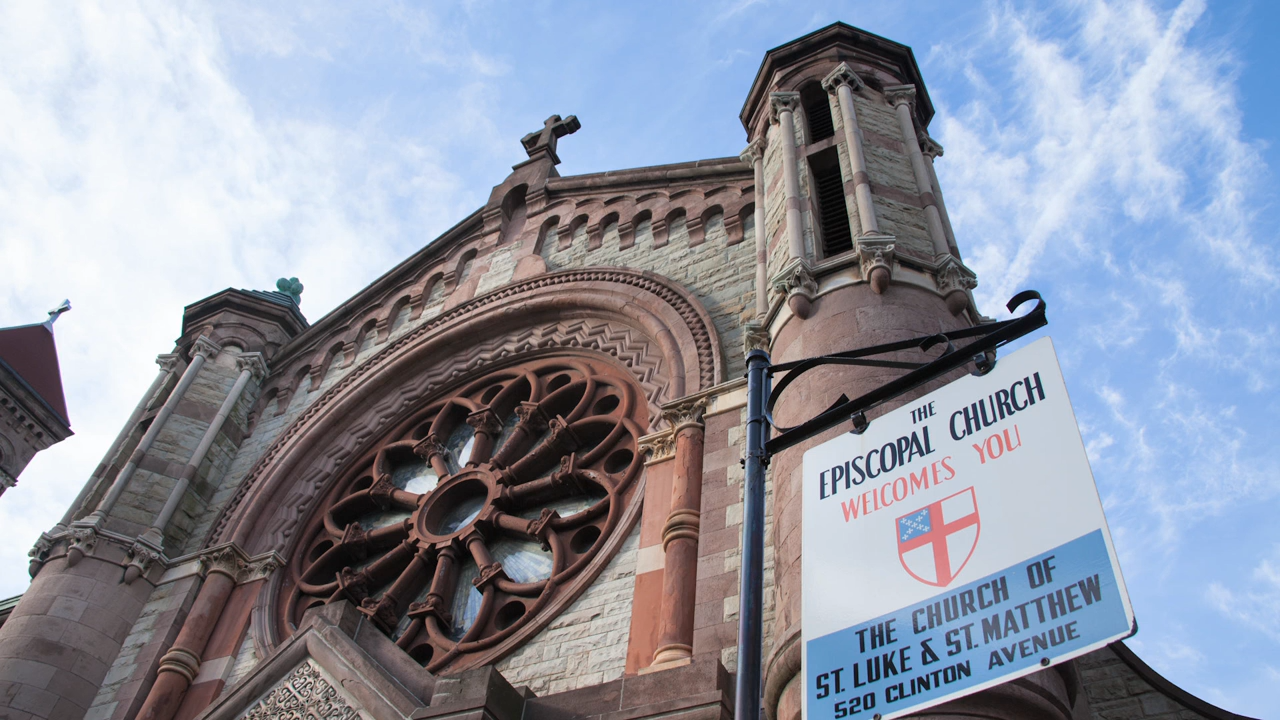 THE
EPISCOPAL CHURCH
WELCOMES YOU
THE CHURCH OF
ST. LUKE & ST. MATTHEW
520 CLINTON AVENUE